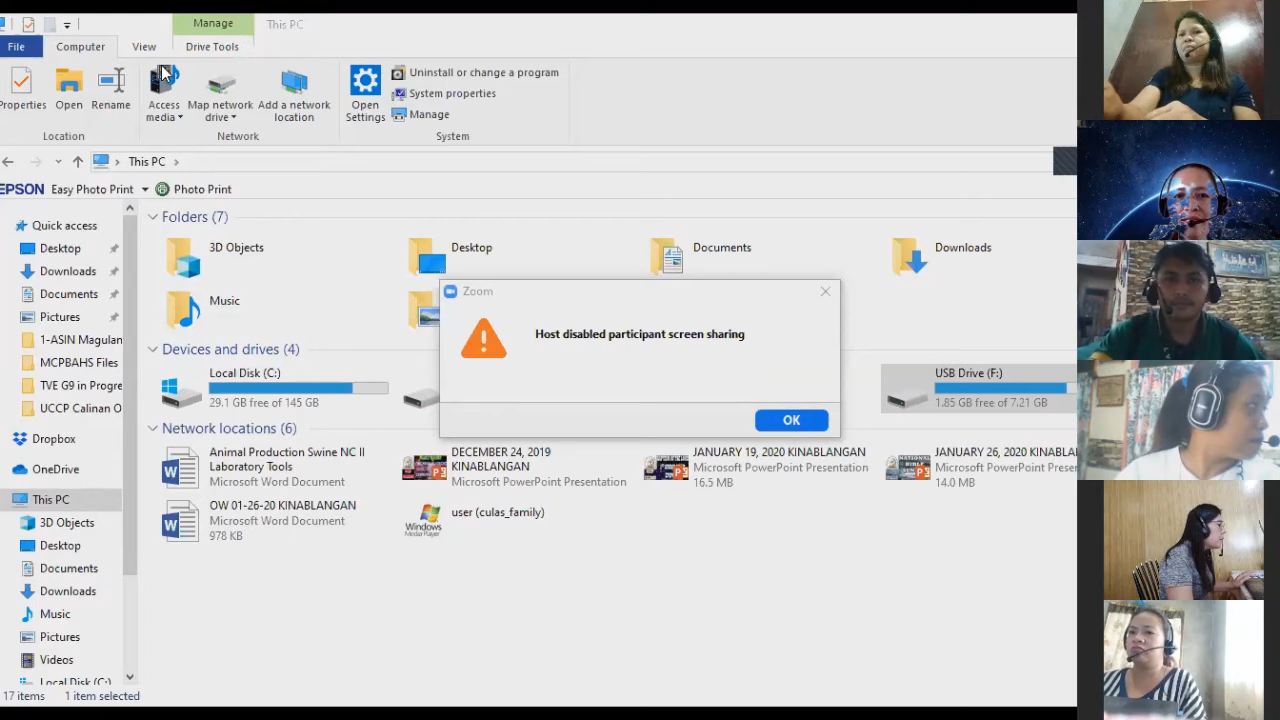 Manage
This PC
File
Computer
View
Drive Tools
Properties
Open
Rename
Access media
Map network drive
Add a network location
Open Settings
Uninstall or change a program
System properties
Manage
Location
Network
System
This PC
EPSON Easy Photo Print
Photo Print
Quick access
Desktop
Downloads
Documents
Pictures
1-ASIN Magulan
MCPBAHS Files
TVE G9 in Progre
UCCP Calinan O
Dropbox
OneDrive
This PC
3D Objects
Desktop
Documents
Downloads
Music
Pictures
Videos
Local Disk (C:)
Folders (7)
3D Objects
Desktop
Documents
Downloads
Music
Devices and drives (4)
Local Disk (C:)
29.1 GB free of 145 GB
USB Drive (F:)
1.85 GB free of 7.21 GB
Zoom
Host disabled participant screen sharing
OK
Network locations (6)
Animal Production Swine NC II
Laboratory Tools
Microsoft Word Document
DECEMBER 24, 2019
KINABLANGAN
Microsoft PowerPoint Presentation
JANUARY 19, 2020 KINABLANGAN
Microsoft PowerPoint Presentation
16.5 MB
JANUARY 26, 2020 KINABLAN
Microsoft PowerPoint Presentation
14.0 MB
OW 01-26-20 KINABLANGAN
Microsoft Word Document
978 KB
Windows
Media Player
user (culas_family)
17 items
1 item selected